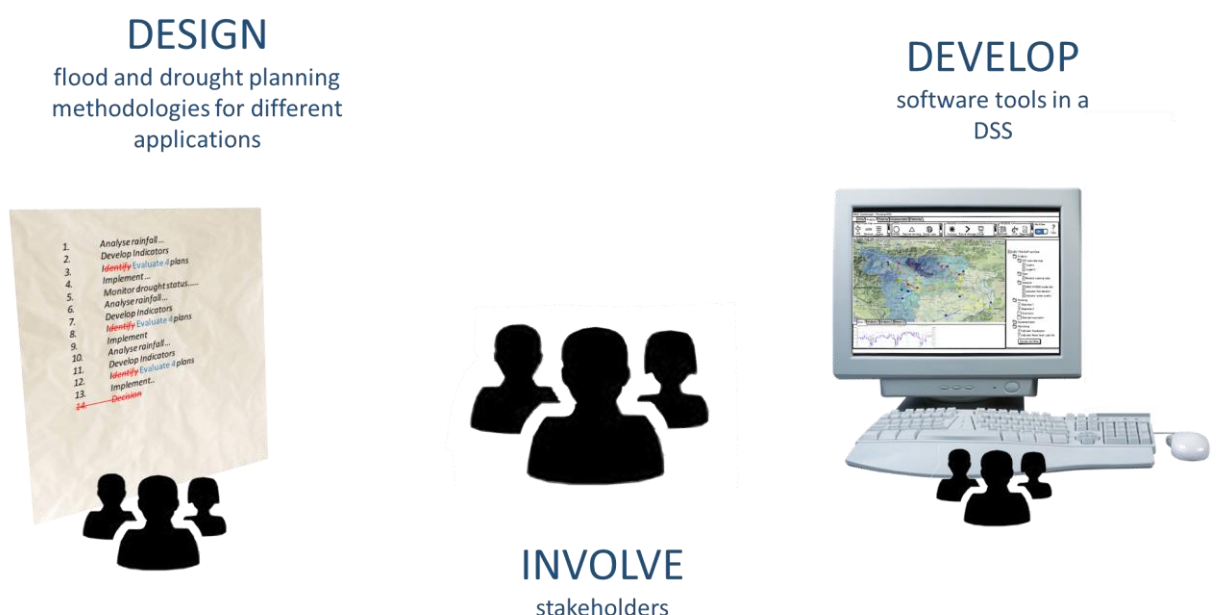 DESIGN
flood and drought planning
methodologies for different
applications
1. Analyse rainfall...
2. Develop Indicators
3. Identify Evaluate 4 plans
4. Implement...
5. Monitor drought status.....
6. Analyse rainfall...
7. Develop Indicators
8. Identify Evaluate 4 plans
9. Implement
10. Analyse rainfall...
11. Develop Indicators
12. Identify Evaluate 4 plans
13. Implement..
14. Decision
INVOLVE
stakeholders
DEVELOP
software tools in a
DSS